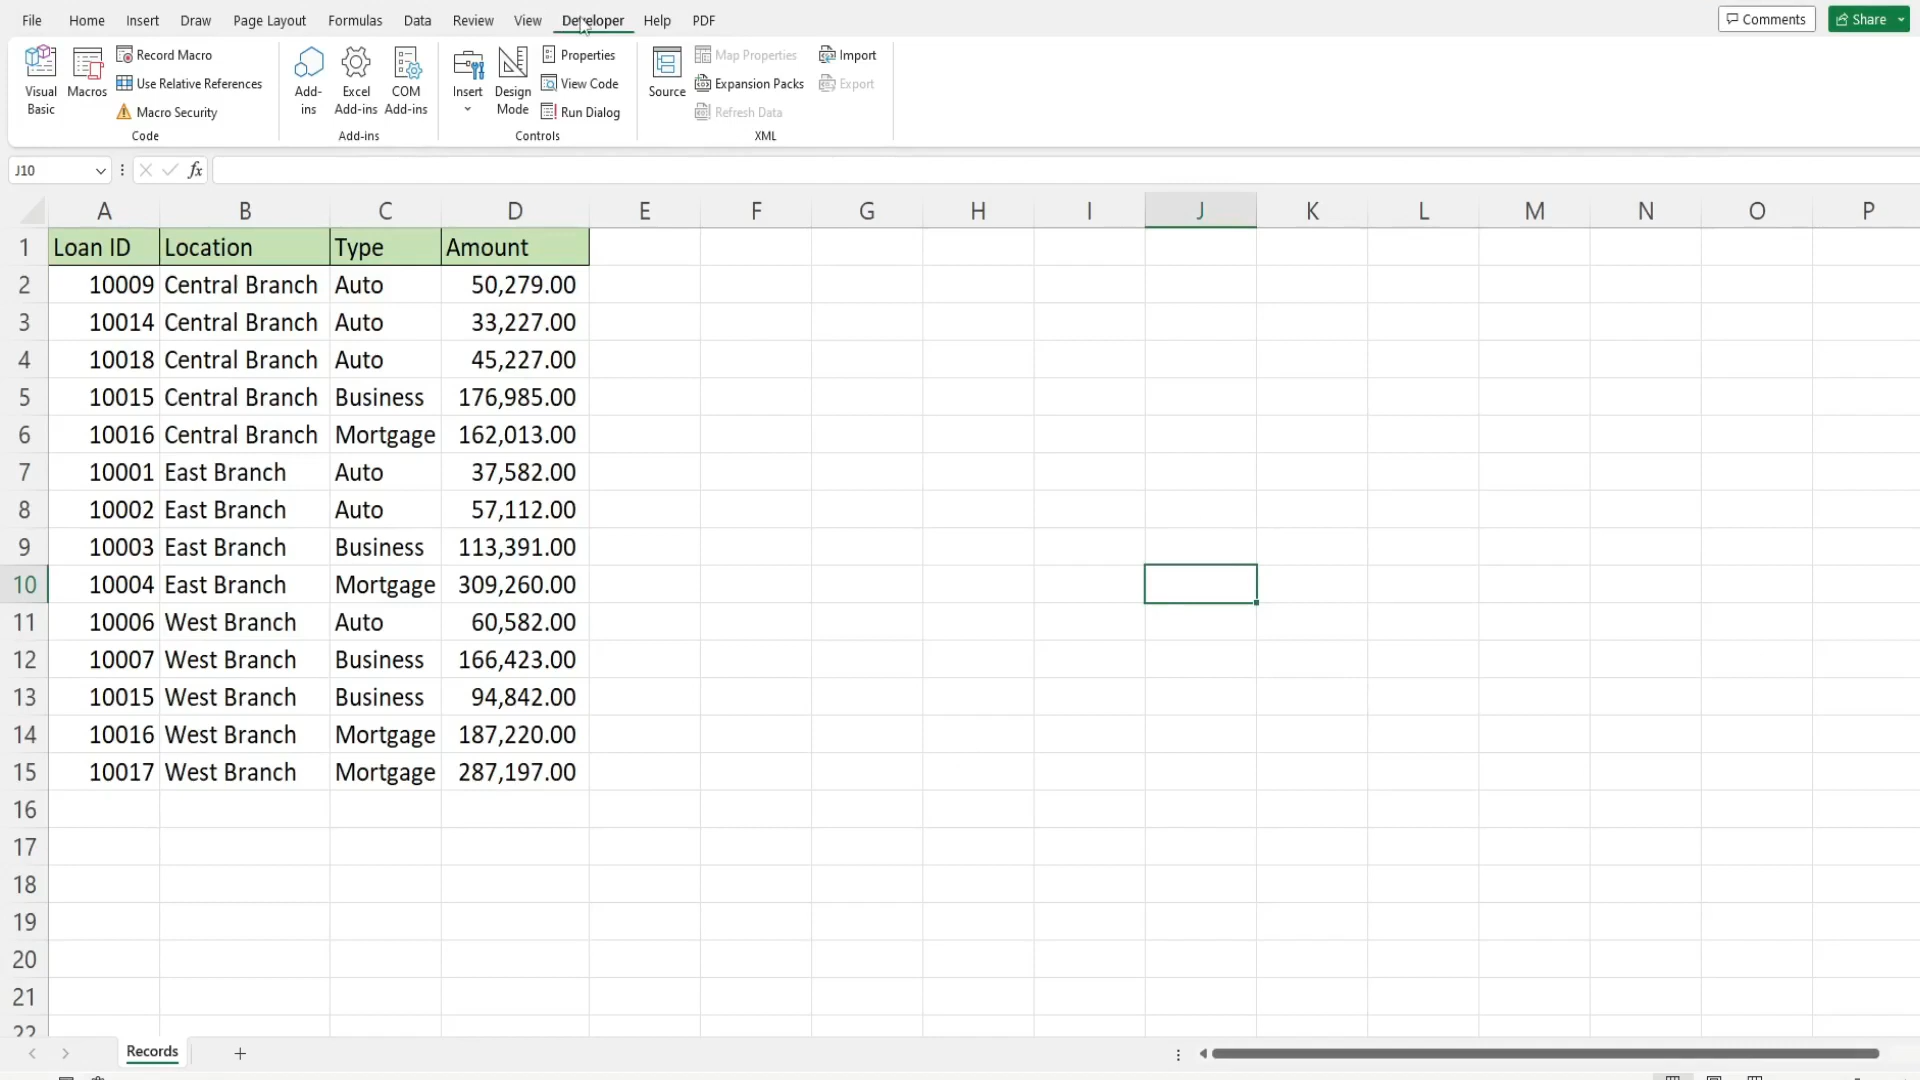 File Home Insert Draw Page Layout Formulas Data Review View Developer Help PDF Comments Share
Visual Basic
Macros
Record Macro
Use Relative References
Macro Security
Code
Add-ins
Excel Add-ins
COM Add-ins
Add-ins
Insert
Design Mode
Properties
View Code
Run Dialog
Controls
Source
Map Properties
Expansion Packs
Refresh Data
Import
Export
XML
J10 fx
A B C D E F G H I J K L M N O P
1 Loan ID Location Type Amount
2 10009 Central Branch Auto 50,279.00
3 10014 Central Branch Auto 33,227.00
4 10018 Central Branch Auto 45,227.00
5 10015 Central Branch Business 176,985.00
6 10016 Central Branch Mortgage 162,013.00
7 10001 East Branch Auto 37,582.00
8 10002 East Branch Auto 57,112.00
9 10003 East Branch Business 113,391.00
10 10004 East Branch Mortgage 309,260.00
11 10006 West Branch Auto 60,582.00
12 10007 West Branch Business 166,423.00
13 10015 West Branch Business 94,842.00
14 10016 West Branch Mortgage 187,220.00
15 10017 West Branch Mortgage 287,197.00
16
17
18
19
20
21
22
Records